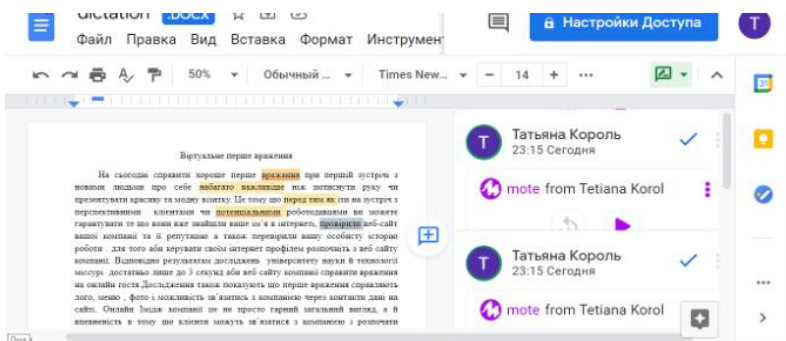 dictation .DOCX
Файл Правка Вид Вставка Формат Инструмен
Настройки Доступа
T
50% Обычный ... Times New... - 14 + ...
31
Віртуальне перше враження
На сьогодні справити хороше перше вражання при першій зустрічі з
новими людьми про себе набагато важливіше ніж потиснути руку чи
презентувати красиву та модну візитку. Це тому що перед тим як іти на зустріч з
перспективними клієнтами чи потенціальними роботодавцями ви можете
гарантувати те що вони вже знайшли ваше ім'я в інтернеті, провірили веб-сайт
вашої компанії та її репутацію а також перевірили вашу особисту історію
роботи . для того аби керувати своїм інтернет профілем розпочніть з веб сайту
компанії. Відповідно результатам досліджень університету науки й технології
міссурі достатньо лише до 3 секунд аби веб сайту компанії справити враження
на онлайн гостя.Дослідження також показують що перше враження справляють
лого, меню , фото і можливість зв'язатись з компанією через контакти дані на
сайті. Онлайн Імідж компанії це не просто гарний загальний вигляд, а й
впевненість в тому що клієнти можуть зв'язатися з компанією і розпочати
T
Татьяна Король
23:15 Сегодня
mote from Tetiana Korol
T
Татьяна Король
23:15 Сегодня
mote from Tetiana Korol